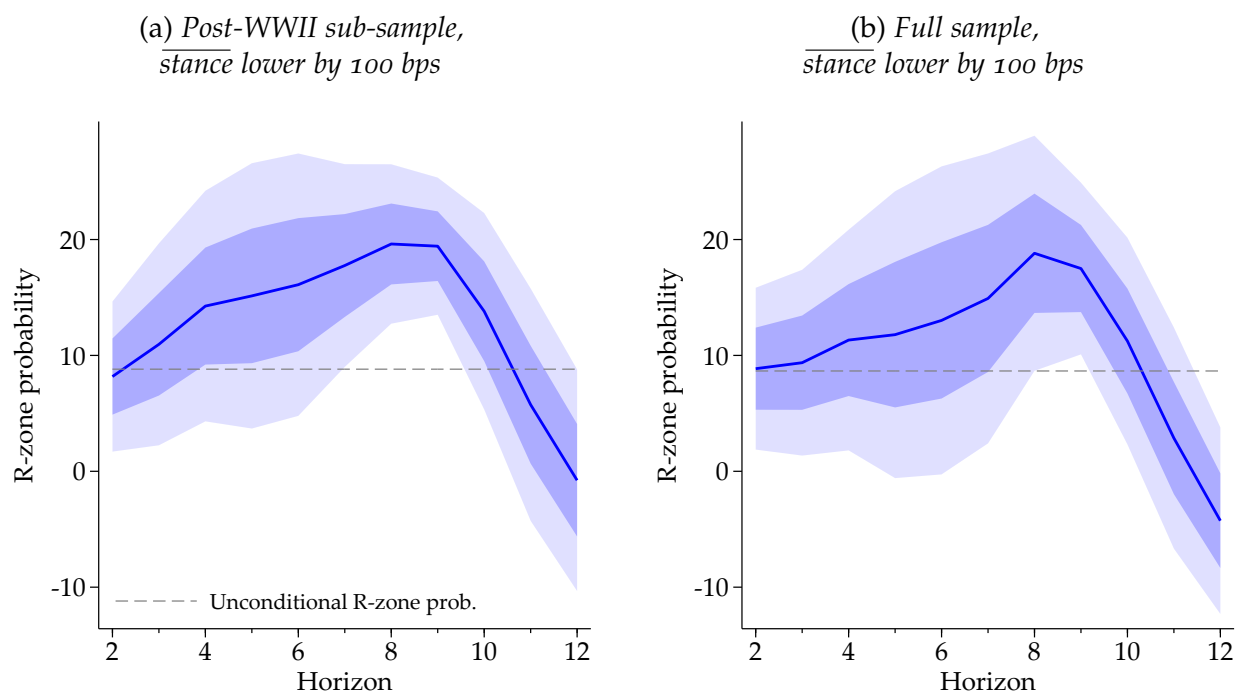 (a) Post-WWII sub-sample,
stance lower by 100 bps
R-zone probability
20
10
0
-10
Unconditional R-zone prob.
2 4 6 8 10 12
Horizon
(b) Full sample,
stance lower by 100 bps
R-zone probability
20
10
0
-10
2 4 6 8 10 12
Horizon